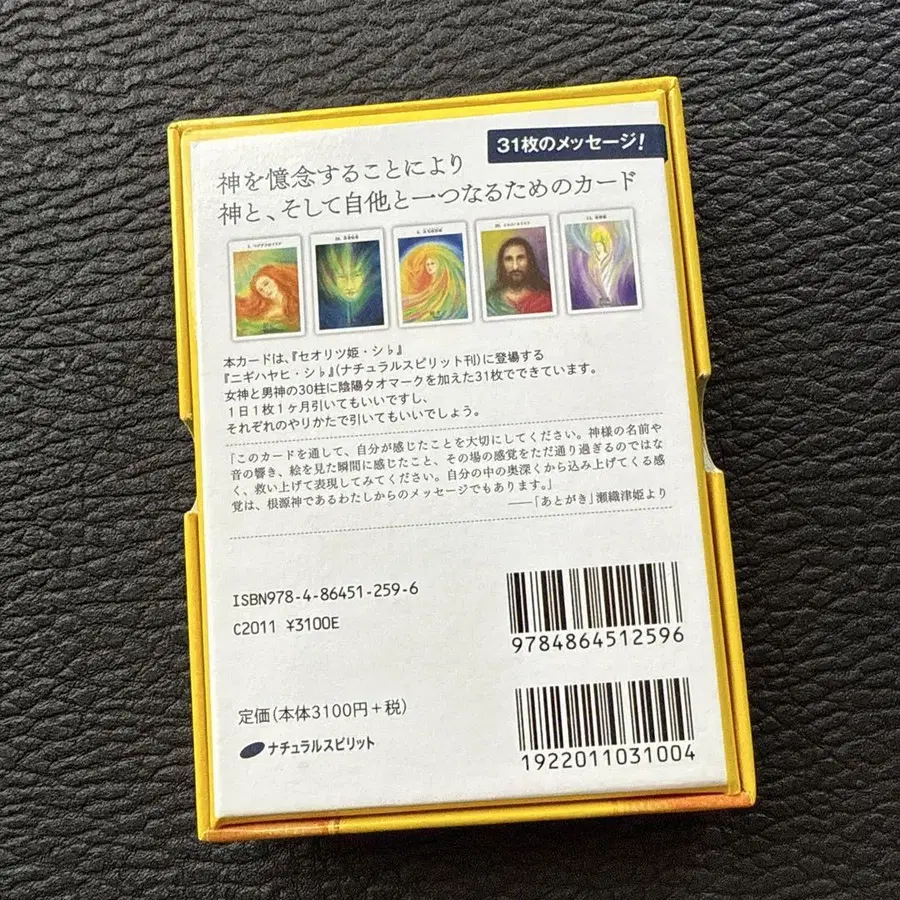 31枚のメッセージ!
神を憶念することにより
神と、そして自他と一つなるためのカード
本カードは、『セオリツ姫・シ♭』
『ニギハヤヒ・シ♭』(ナチュラルスピリット刊)に登場する
女神と男神の30柱に陰陽タオマークを加えた31枚でできています。
1日1枚1ヶ月引いてもいいですし、
それぞれのやりかたで引いてもいいでしょう。
「このカードを通して、自分が感じたことを大切にしてください。神様の名前や
音の響き、絵を見た瞬間に感じたこと、その場の感覚をただ通り過ぎるのではな
く、救い上げて表現してみてください。自分の中の奥深くから込み上げてくる感
覚は、根源神であるわたしからのメッセージでもあります。」
――「あとがき」瀬織津姫より
ISBN978-4-86451-259-6
C2011 ¥3100E
9784864512596
定価(本体3100円+税)
ナチュラルスピリット
1922011031004